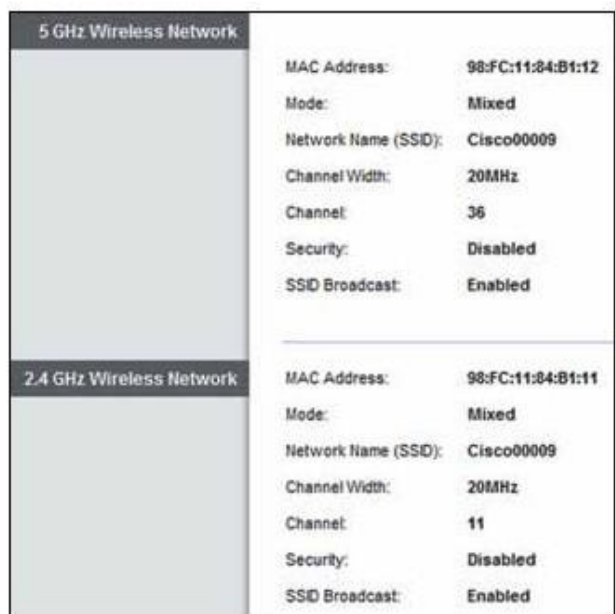 5 GHz Wireless Network
MAC Address: 98:FC:11:84:B1:12
Mode: Mixed
Network Name (SSID): Cisco00009
Channel Width: 20MHz
Channel: 36
Security: Disabled
SSID Broadcast: Enabled
2.4 GHz Wireless Network
MAC Address: 98:FC:11:84:B1:11
Mode: Mixed
Network Name (SSID): Cisco00009
Channel Width: 20MHz
Channel: 11
Security: Disabled
SSID Broadcast: Enabled